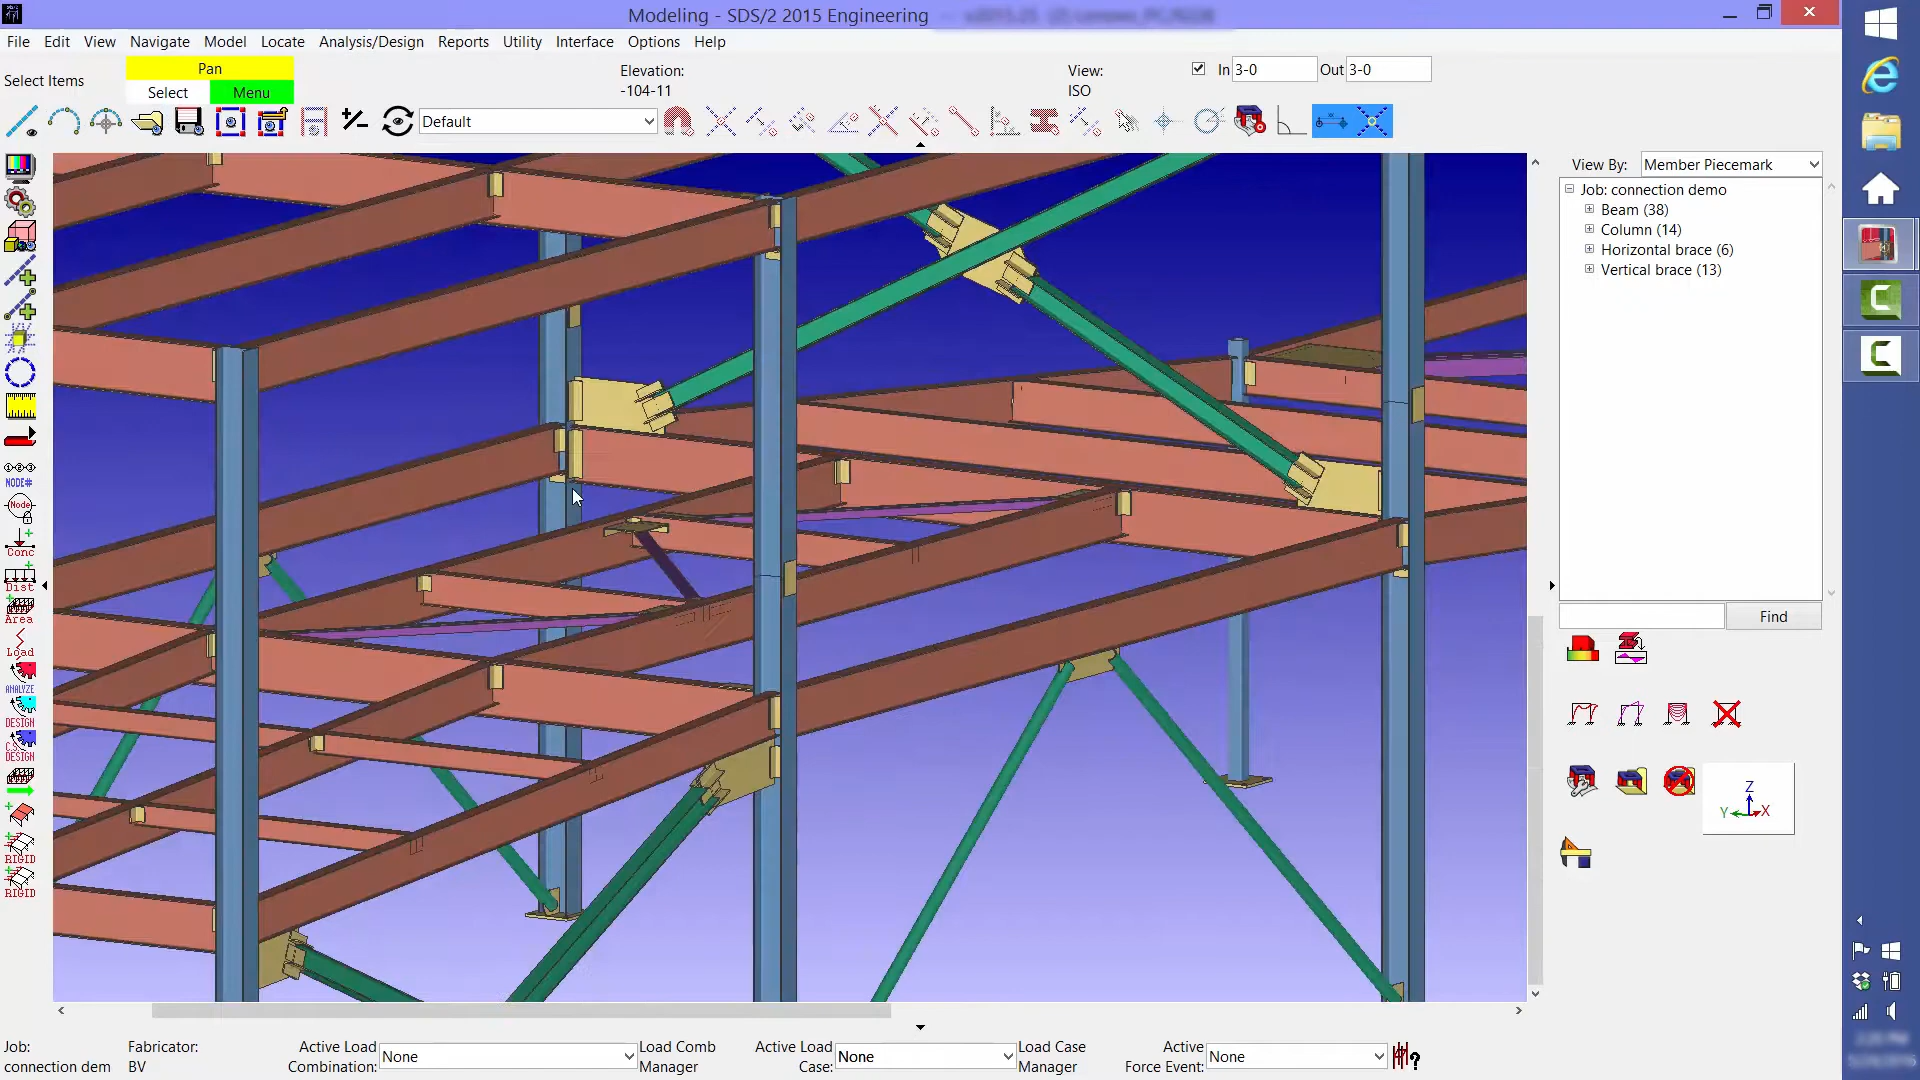 Modeling - SDS/2 2015 Engineering
File Edit View Navigate Model Locate Analysis/Design Reports Utility Interface Options Help
Select Items
Pan
Select Menu
Elevation:
-104-11
View:
ISO
In 3-0 Out 3-0
Default
View By: Member Piecemark
Job: connection demo
Beam (38)
Column (14)
Horizontal brace (6)
Vertical brace (13)
Find
NODE#
Node
Conc
Dist
Area
Load
ANALYZE
DESIGN
C.S.
DESIGN
RIGID
RIGID
Z
Y X
Job:
connection dem
Fabricator:
BV
Active Load
Combination: None
Load Comb
Manager
Active Load
Case: None
Load Case
Manager
Active
Force Event: None